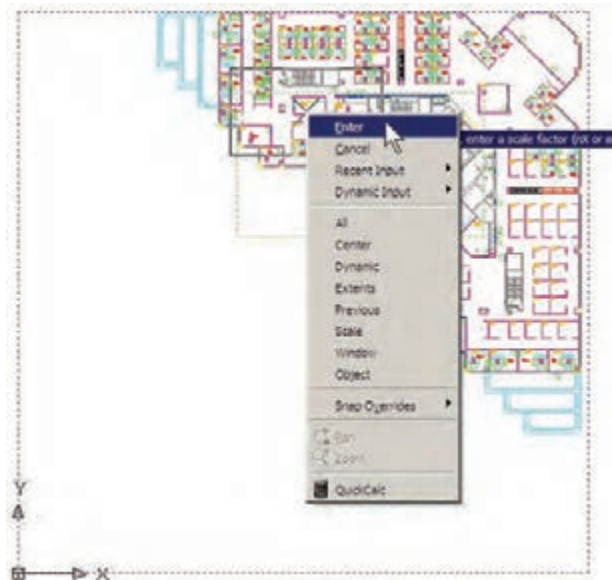 Enter
enter a scale factor (nX or
Cancel
Recent Input
Dynamic Input
All
Center
Dynamic
Extents
Previous
Scale
Window
Object
Snap Overrides
Pan
Zoom
QuickCalc
Y
X